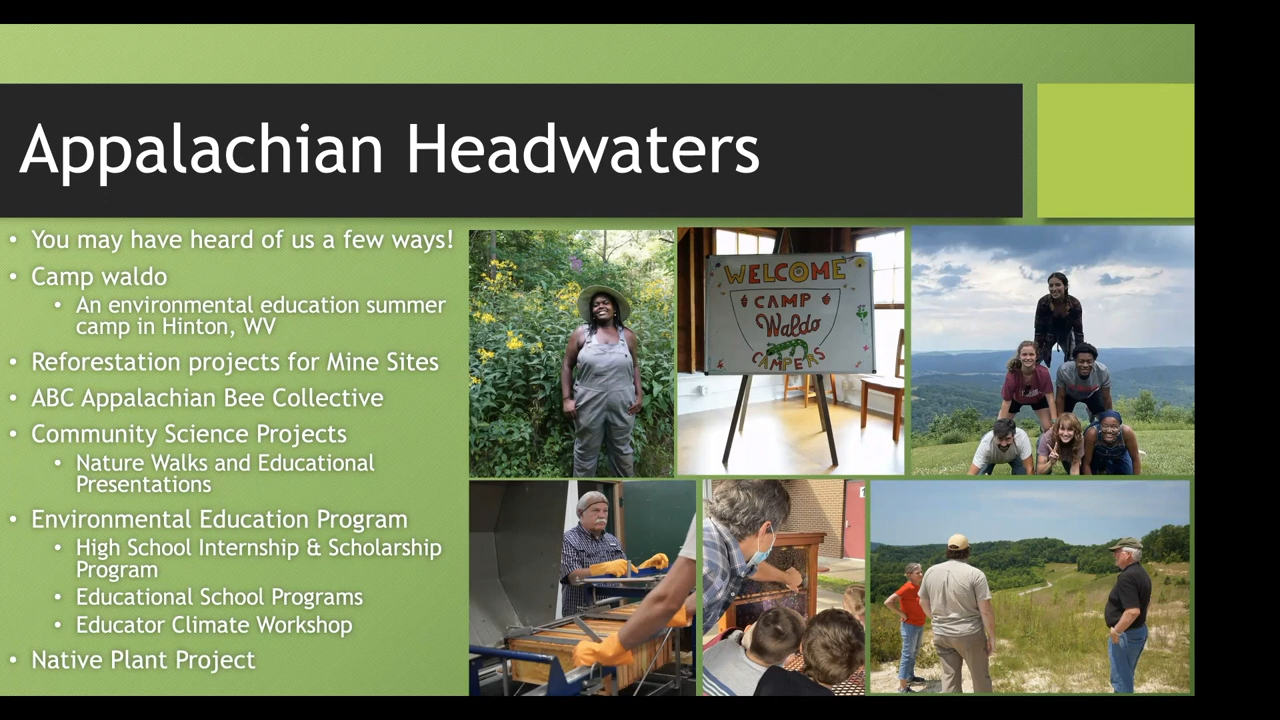 Appalachian Headwaters
• You may have heard of us a few ways!
• Camp waldo
• An environmental education summer
camp in Hinton, WV
• Reforestation projects for Mine Sites
• ABC Appalachian Bee Collective
• Community Science Projects
• Nature Walks and Educational
Presentations
• Environmental Education Program
• High School Internship & Scholarship
Program
• Educational School Programs
• Educator Climate Workshop
• Native Plant Project
WELCOME
CAMP
Waldo
CAMPERS